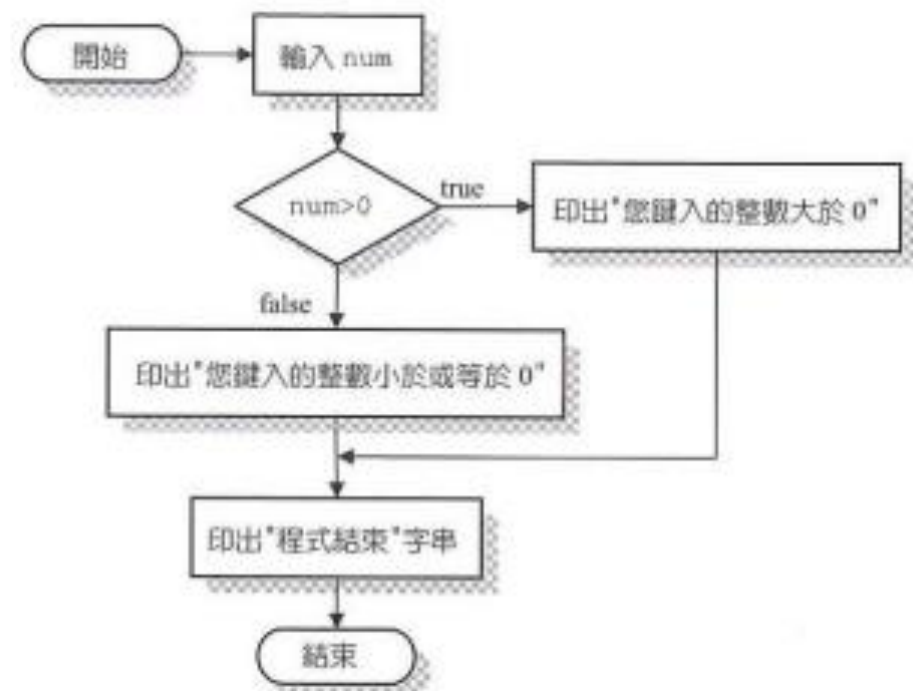 開始
輸入 num
num>0
true
印出"您鍵入的整數大於 0"
false
印出"您鍵入的整數小於或等於 0"
印出"程式結束"字串
結束